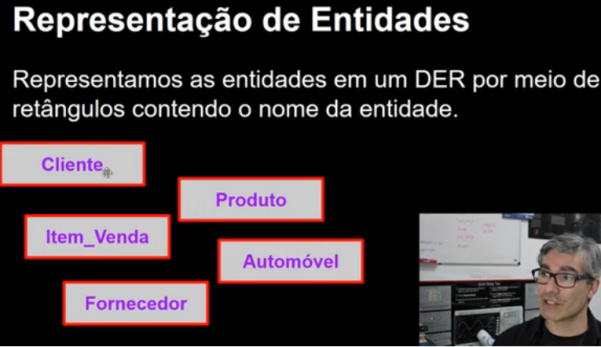 Representação de Entidades
Representamos as entidades em um DER por meio de
retângulos contendo o nome da entidade.
Cliente
Produto
Item_Venda
Automóvel
Fornecedor